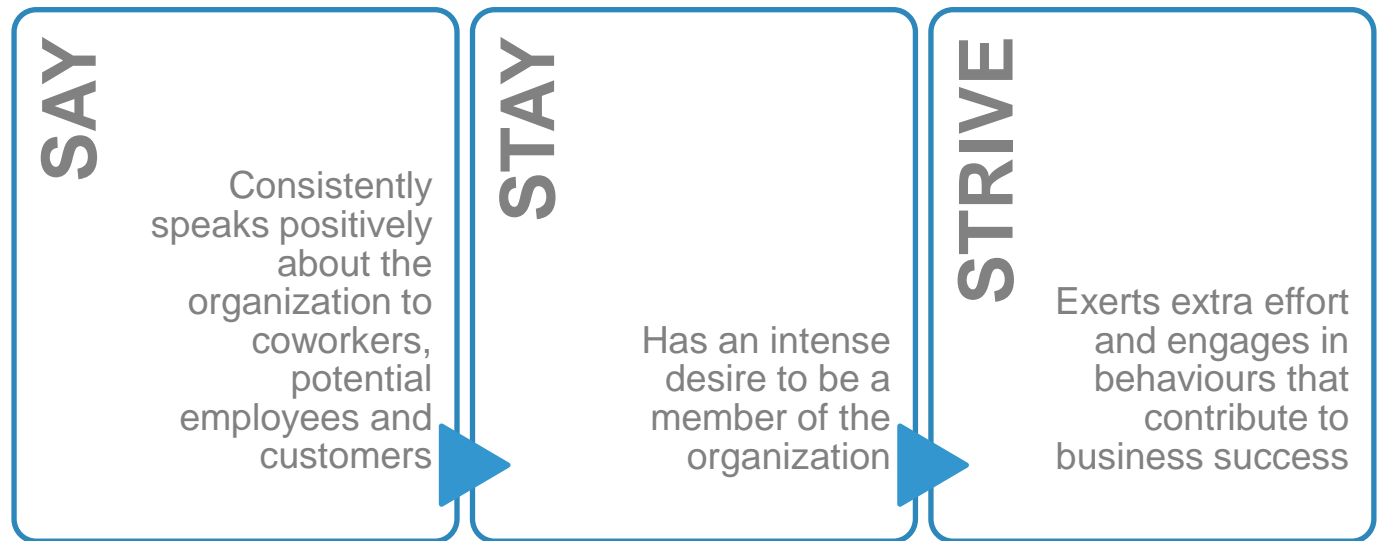 SAY
Consistently
speaks positively
about the
organization to
coworkers,
potential
employees and
customers
STAY
Has an intense
desire to be a
member of the
organization
STRIVE
Exerts extra effort
and engages in
behaviours that
contribute to
business success